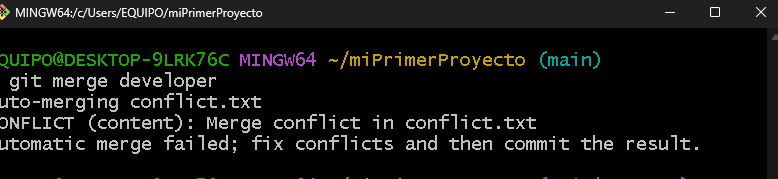 MINGW64:/c/Users/EQUIPO/miPrimerProyecto
QUIPO@DESKTOP-9LRK76C MINGW64 ~/miPrimerProyecto (main)
git merge developer
uto-merging conflict.txt
ONFLICT (content): Merge conflict in conflict.txt
utomatic merge failed; fix conflicts and then commit the result.